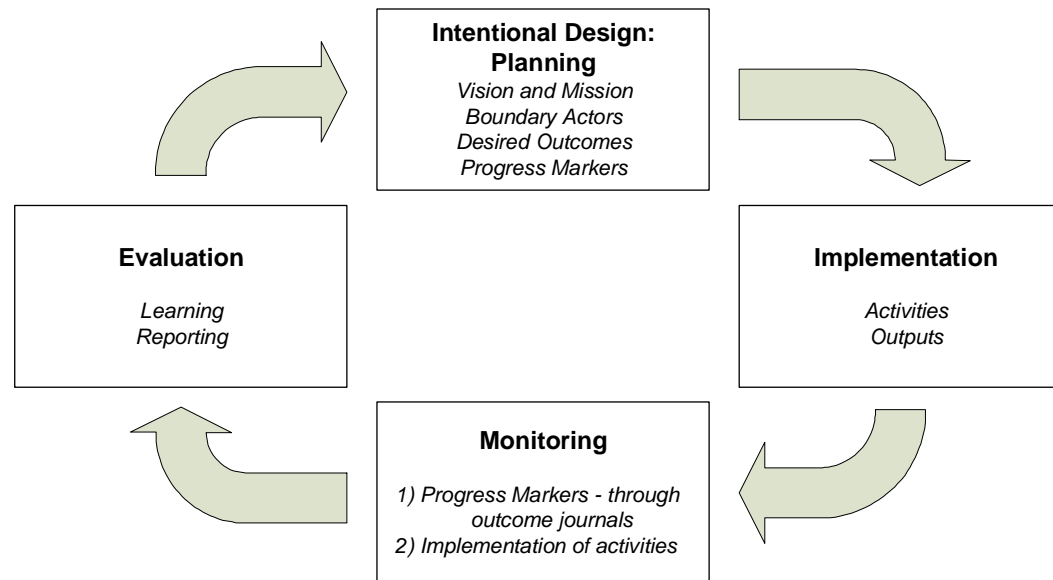 Intentional Design:
Planning
Vision and Mission
Boundary Actors
Desired Outcomes
Progress Markers
Evaluation
Learning
Reporting
Implementation
Activities
Outputs
Monitoring
1) Progress Markers - through
outcome journals
2) Implementation of activities